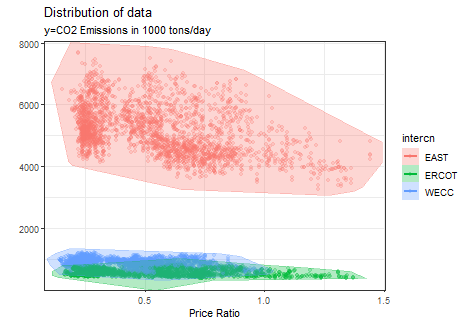 Distribution of data
y=CO2 Emissions in 1000 tons/day
8000
6000
4000
2000
0.5
1.0
1.5
Price Ratio
intercn
EAST
ERCOT
WECC